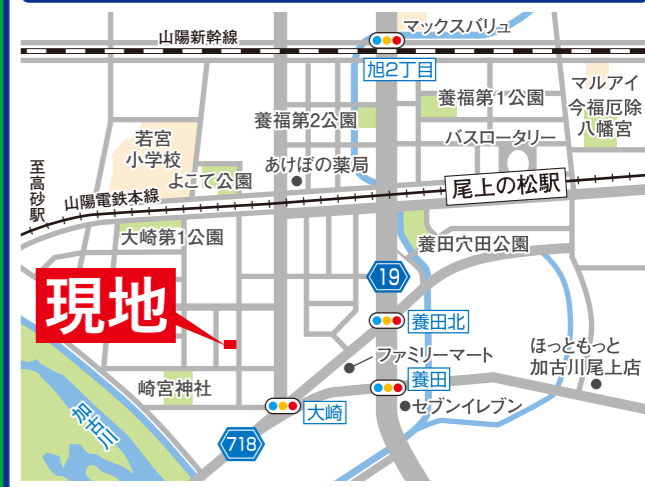 マックスバリュ
山陽新幹線
旭2丁目
マルアイ
養福第1公園
今福厄除
八幡宮
養福第2公園
若宮
小学校
バスロータリー
あけぼの薬局
至高砂駅
よこて公園
山陽電鉄本線
尾上の松駅
大崎第1公園
養田穴田公園
19
現地
養田北
ファミリーマート
ほっともっと
加古川尾上店
崎宮神社
養田
セブンイレブン
大崎
加古川
718